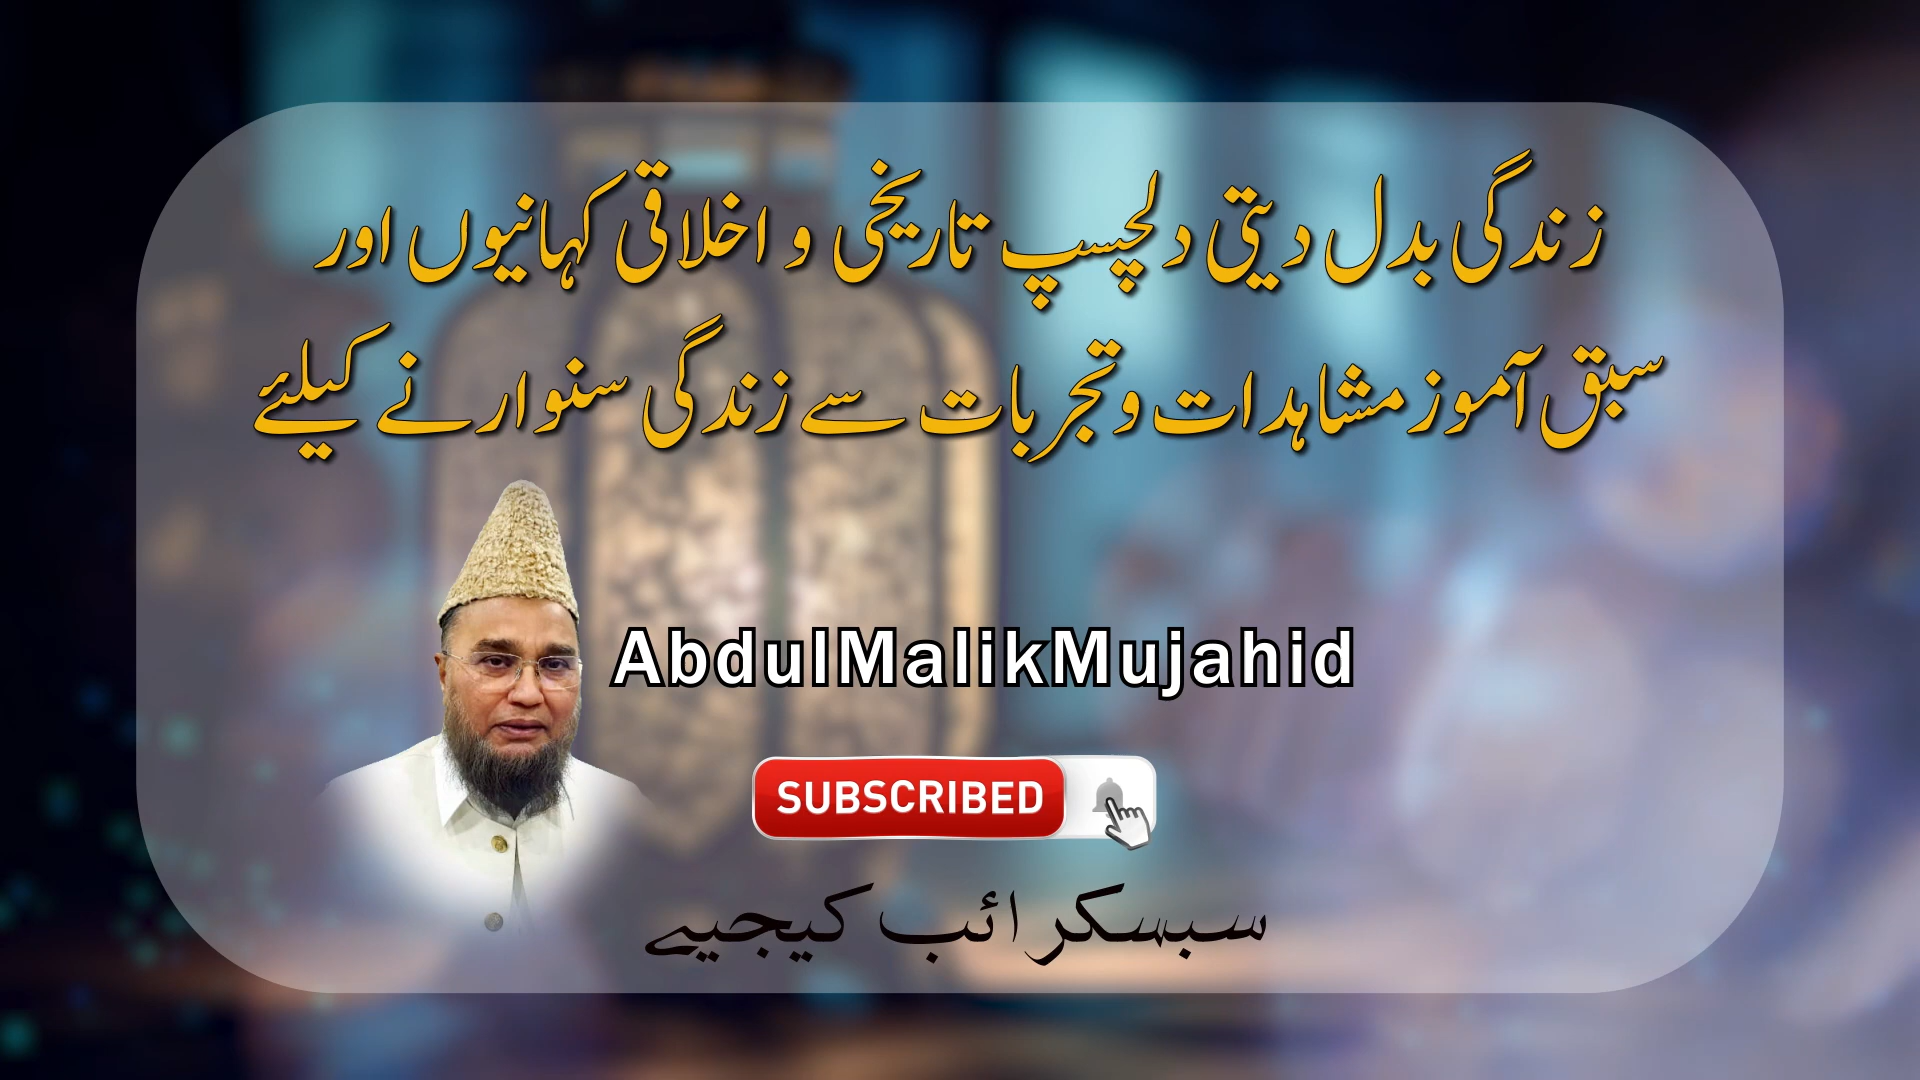 زندگی بدل دیتی دلچسپ تاریخی و اخلاقی کہانیوں اور
سبق آموز مشاہدات و تجربات سے زندگی سنوارنے کیلئے
AbdulMalikMujahid
SUBSCRIBED
سبسکرائب کیجیے